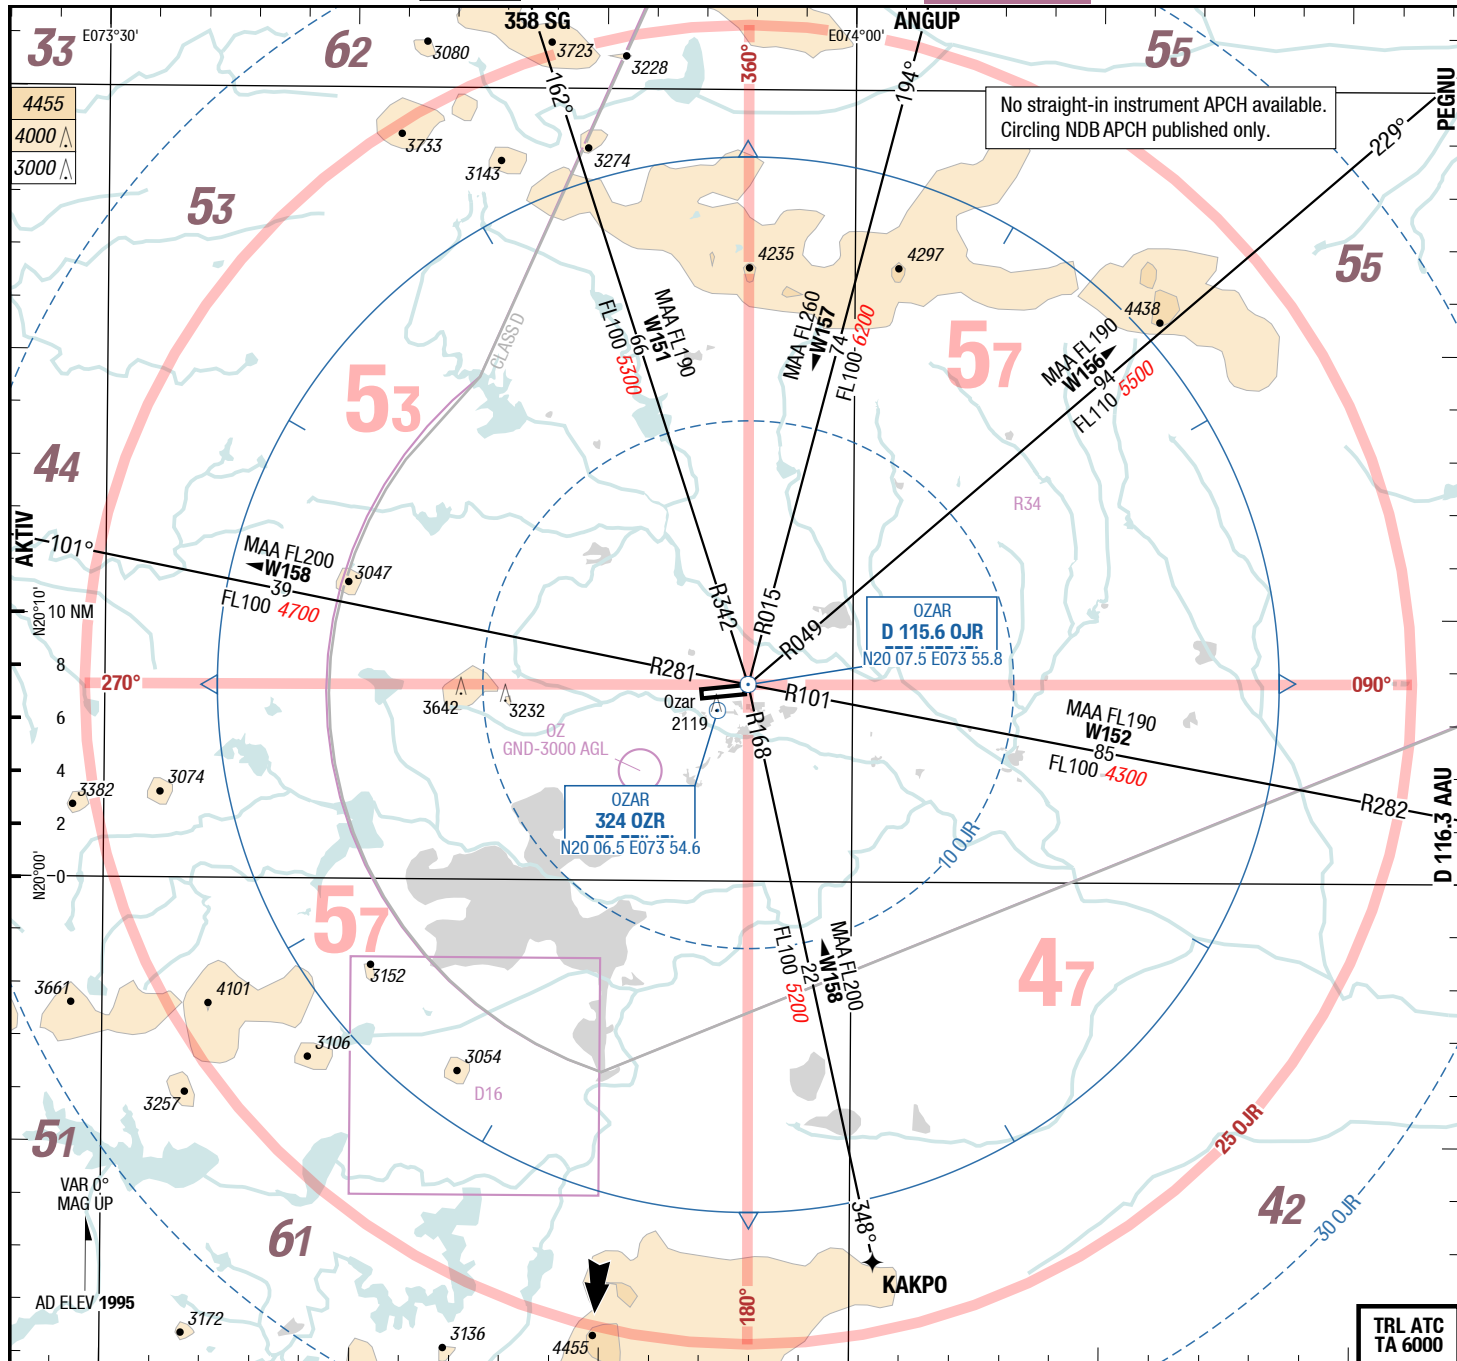 358 SG
ANGUP
33
E073°30'
62
3080
3723
3228
360°
E074°00'
55
PEGNU
4455
4000
3000
162°
194°
No straight-in instrument APCH available.
Circling NDB APCH published only.
229°
3733
3143
3274
53
4235
4297
55
4438
CLASS D
MAA FL190
W151
66
FL100 5300
MAA FL260
W157
74
FL100 6200
57
MAA FL190
W156
94
FL110 5500
53
44
R34
AKTIV
101°
MAA FL200
W158
39
FL100 4700
3047
N20°10'
10 NM
8
6
4
2
0
R342
R015
R049
OZAR
D 115.6 OJR
N20 07.5 E073 55.8
270°
R281
R101
090°
3642
3232
Ozar
2119
R168
OZ
GND-3000 AGL
MAA FL190
W152
85
FL100 4300
R282
D 116.3 AAU
3382
3074
OZAR
324 OZR
N20 06.5 E073 54.6
10 OJR
N20°00'
57
3152
MAA FL200
W158
22
FL100 5200
47
3661
4101
3106
3054
D16
3257
51
25 OJR
VAR 0°
MAG UP
61
348°
42
30 OJR
KAKPO
AD ELEV 1995
180°
3172
3136
4455
TRL ATC
TA 6000